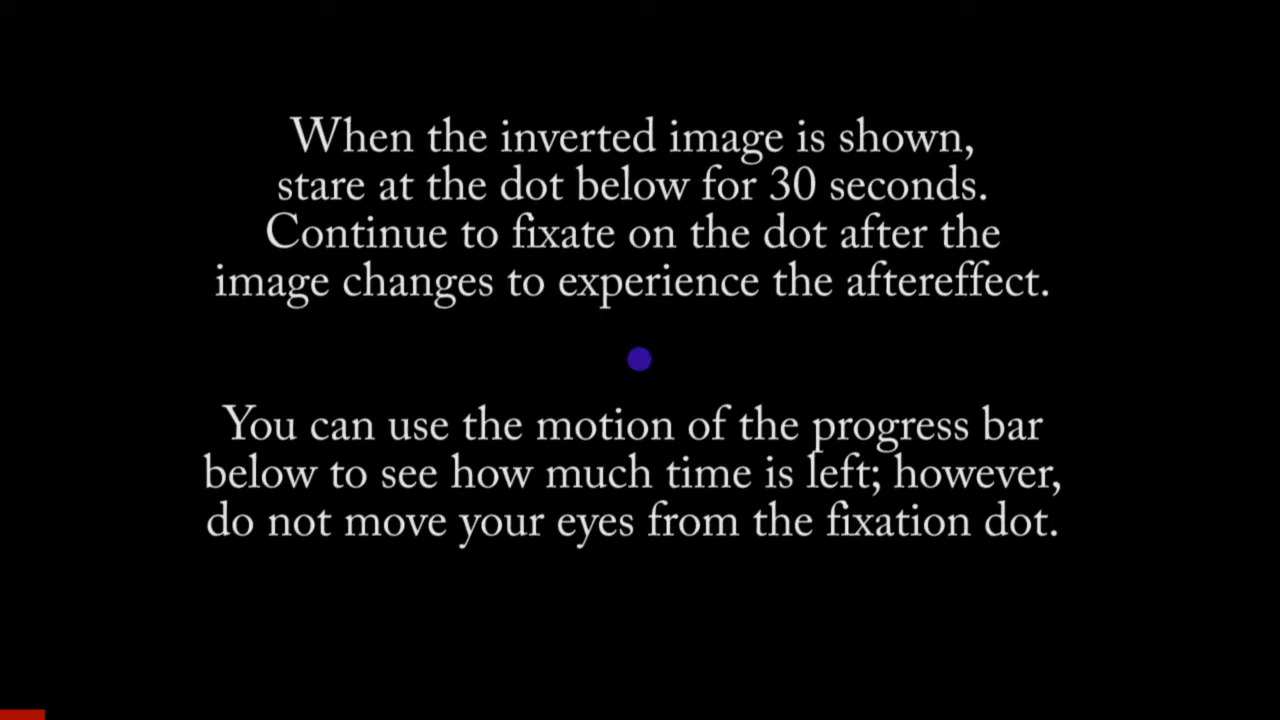 When the inverted image is shown,
stare at the dot below for 30 seconds.
Continue to fixate on the dot after the
image changes to experience the aftereffect.
You can use the motion of the progress bar
below to see how much time is left; however,
do not move your eyes from the fixation dot.